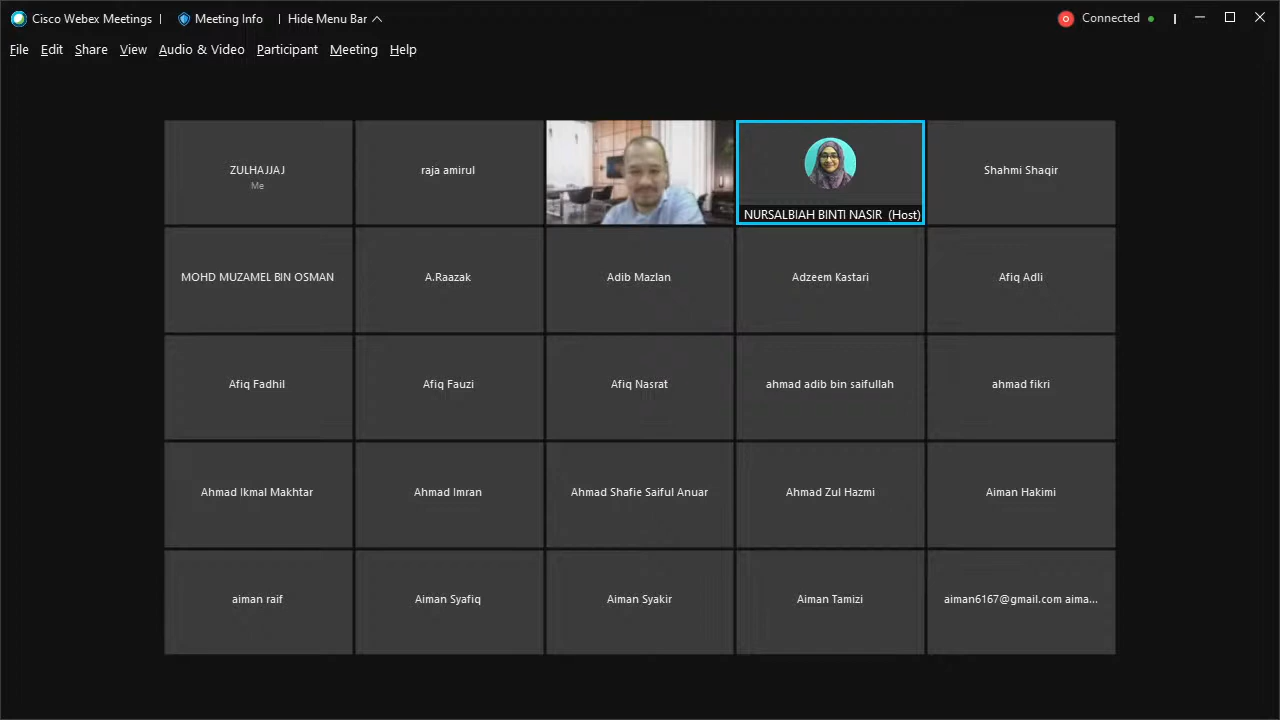 Cisco Webex Meetings | Meeting Info | Hide Menu Bar Connected
File Edit Share View Audio & Video Participant Meeting Help
ZULHAJJAJ
Me
raja amirul
NURSALBIAH BINTI NASIR (Host)
Shahmi Shaqir
MOHD MUZAMEL BIN OSMAN
A.Raazak
Adib Mazlan
Adzeem Kastari
Afiq Adli
Afiq Fadhil
Afiq Fauzi
Afiq Nasrat
ahmad adib bin saifullah
ahmad fikri
Ahmad Ikmal Makhtar
Ahmad Imran
Ahmad Shafie Saiful Anuar
Ahmad Zul Hazmi
Aiman Hakimi
aiman raif
Aiman Syafiq
Aiman Syakir
Aiman Tamizi
aiman6167@gmail.com aima...